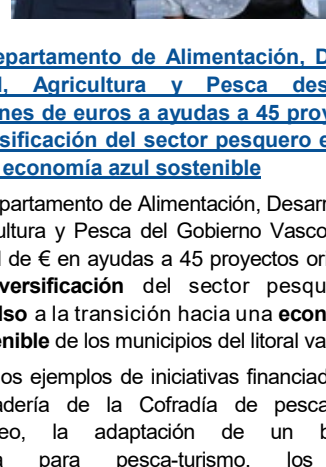 epartamento de Alimentación, D
l, Agricultura y Pesca des
nes de euros a ayudas a 45 proy
sificación del sector pesquero e
economía azul sostenible
partamento de Alimentación, Desarr
ultura y Pesca del Gobierno Vasco
l de € en ayudas a 45 proyectos ori
versificación del sector pesqu
lso a la transición hacia una econ
enible de los municipios del litoral va
os ejemplos de iniciativas financiad
adería de la Cofradía de pesca
eo, la adaptación de un b
para pesca-turismo, los